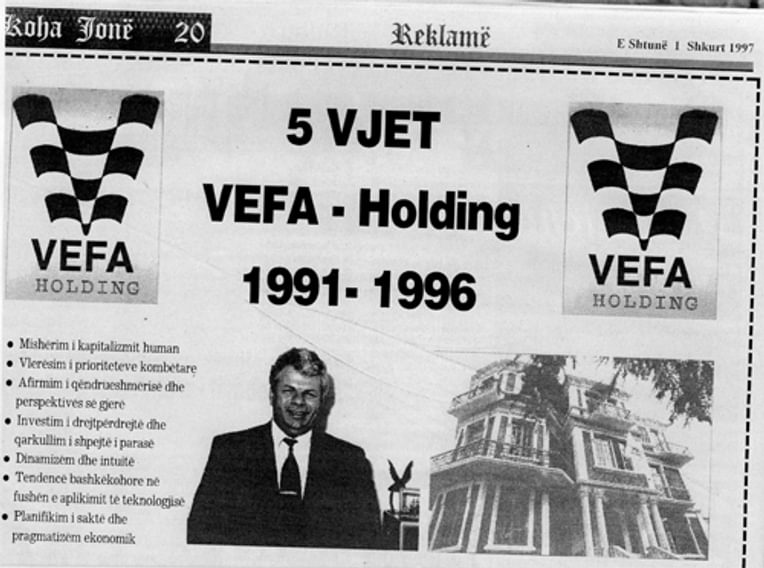 Koha Jonë 20
Reklamë
E Shtunë 1 Shkurt 1997
VEFA
HOLDING
5 VJET
VEFA - Holding
1991- 1996
VEFA
HOLDING
• Mishërim i kapitalizmit human
• Vlerësim i prioriteteve kombëtare
• Afirmim i qëndrueshmërisë dhe
perspektivës së gjerë
• Investim i drejtpërdrejtë dhe
qarkullim i shpejtë i parasë
• Dinamizëm dhe intuitë
• Tendencë bashkëkohore në
fushën e aplikimit të teknologjisë
• Planifikim i saktë dhe
pragmatizëm ekonomik